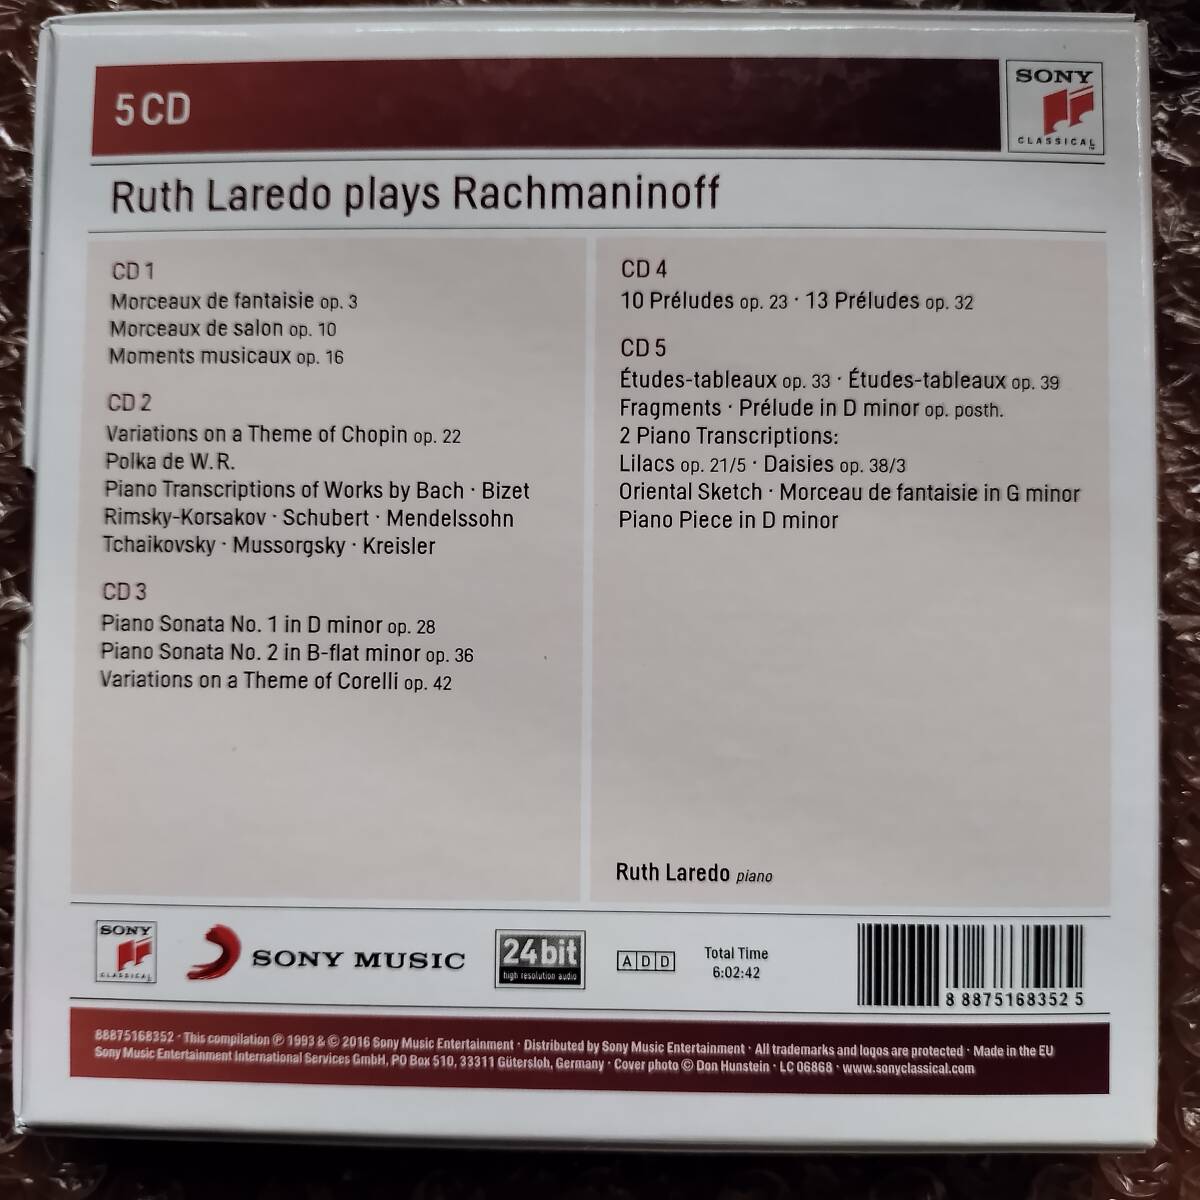 5 CD
SONY
CLASSICAL
Ruth Laredo plays Rachmaninoff
CD 1
Morceaux de fantaisie op. 3
Morceaux de salon op. 10
Moments musicaux op. 16
CD 2
Variations on a Theme of Chopin op. 22
Polka de W. R.
Piano Transcriptions of Works by Bach · Bizet
Rimsky-Korsakov · Schubert · Mendelssohn
Tchaikovsky · Mussorgsky · Kreisler
CD 3
Piano Sonata No. 1 in D minor op. 28
Piano Sonata No. 2 in B-flat minor op. 36
Variations on a Theme of Corelli op. 42
CD 4
10 Préludes op. 23 · 13 Préludes op. 32
CD 5
Études-tableaux op. 33 · Études-tableaux op. 39
Fragments · Prélude in D minor op. posth.
2 Piano Transcriptions:
Lilacs op. 21/5 · Daisies op. 38/3
Oriental Sketch · Morceau de fantaisie in G minor
Piano Piece in D minor
Ruth Laredo piano
SONY
CLASSICAL
SONY MUSIC
24bit
high resolution audio
ADD
Total Time
6:02:42
8 88751 68352 5
88875168352 · This compilation ℗ 1993 & © 2016 Sony Music Entertainment · Distributed by Sony Music Entertainment · All trademarks and logos are protected · Made in the EU
Sony Music Entertainment International Services GmbH, PO Box 510, 33311 Gütersloh, Germany · Cover photo © Don Hunstein · LC 06868 · www.sonyclassical.com